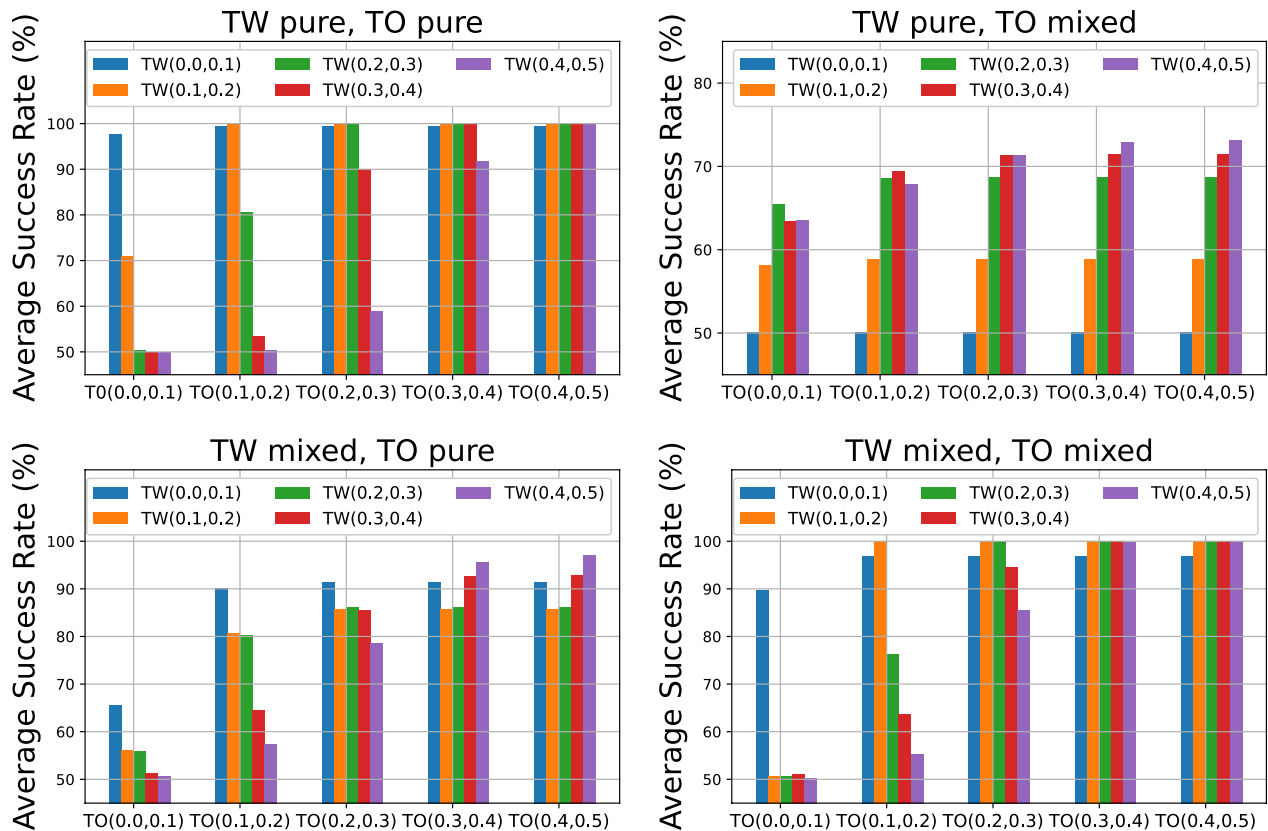 TW pure, TO pure
Average Success Rate (%)
TW(0.0,0.1)
TW(0.1,0.2)
TW(0.2,0.3)
TW(0.3,0.4)
TW(0.4,0.5)
100
90
80
70
60
50
T0(0.0,0.1)
TO(0.1,0.2)
TO(0.2,0.3)
TO(0.3,0.4)
TO(0.4,0.5)
TW pure, TO mixed
Average Success Rate (%)
TW(0.0,0.1)
TW(0.1,0.2)
TW(0.2,0.3)
TW(0.3,0.4)
TW(0.4,0.5)
80
70
60
50
TO(0.0,0.1)
TO(0.1,0.2)
TO(0.2,0.3)
TO(0.3,0.4)
TO(0.4,0.5)
TW mixed, TO pure
Average Success Rate (%)
TW(0.0,0.1)
TW(0.1,0.2)
TW(0.2,0.3)
TW(0.3,0.4)
TW(0.4,0.5)
100
90
80
70
60
50
TO(0.0,0.1)
TO(0.1,0.2)
TO(0.2,0.3)
TO(0.3,0.4)
TO(0.4,0.5)
TW mixed, TO mixed
Average Success Rate (%)
TW(0.0,0.1)
TW(0.1,0.2)
TW(0.2,0.3)
TW(0.3,0.4)
TW(0.4,0.5)
100
90
80
70
60
50
TO(0.0,0.1)
TO(0.1,0.2)
TO(0.2,0.3)
TO(0.3,0.4)
TO(0.4,0.5)